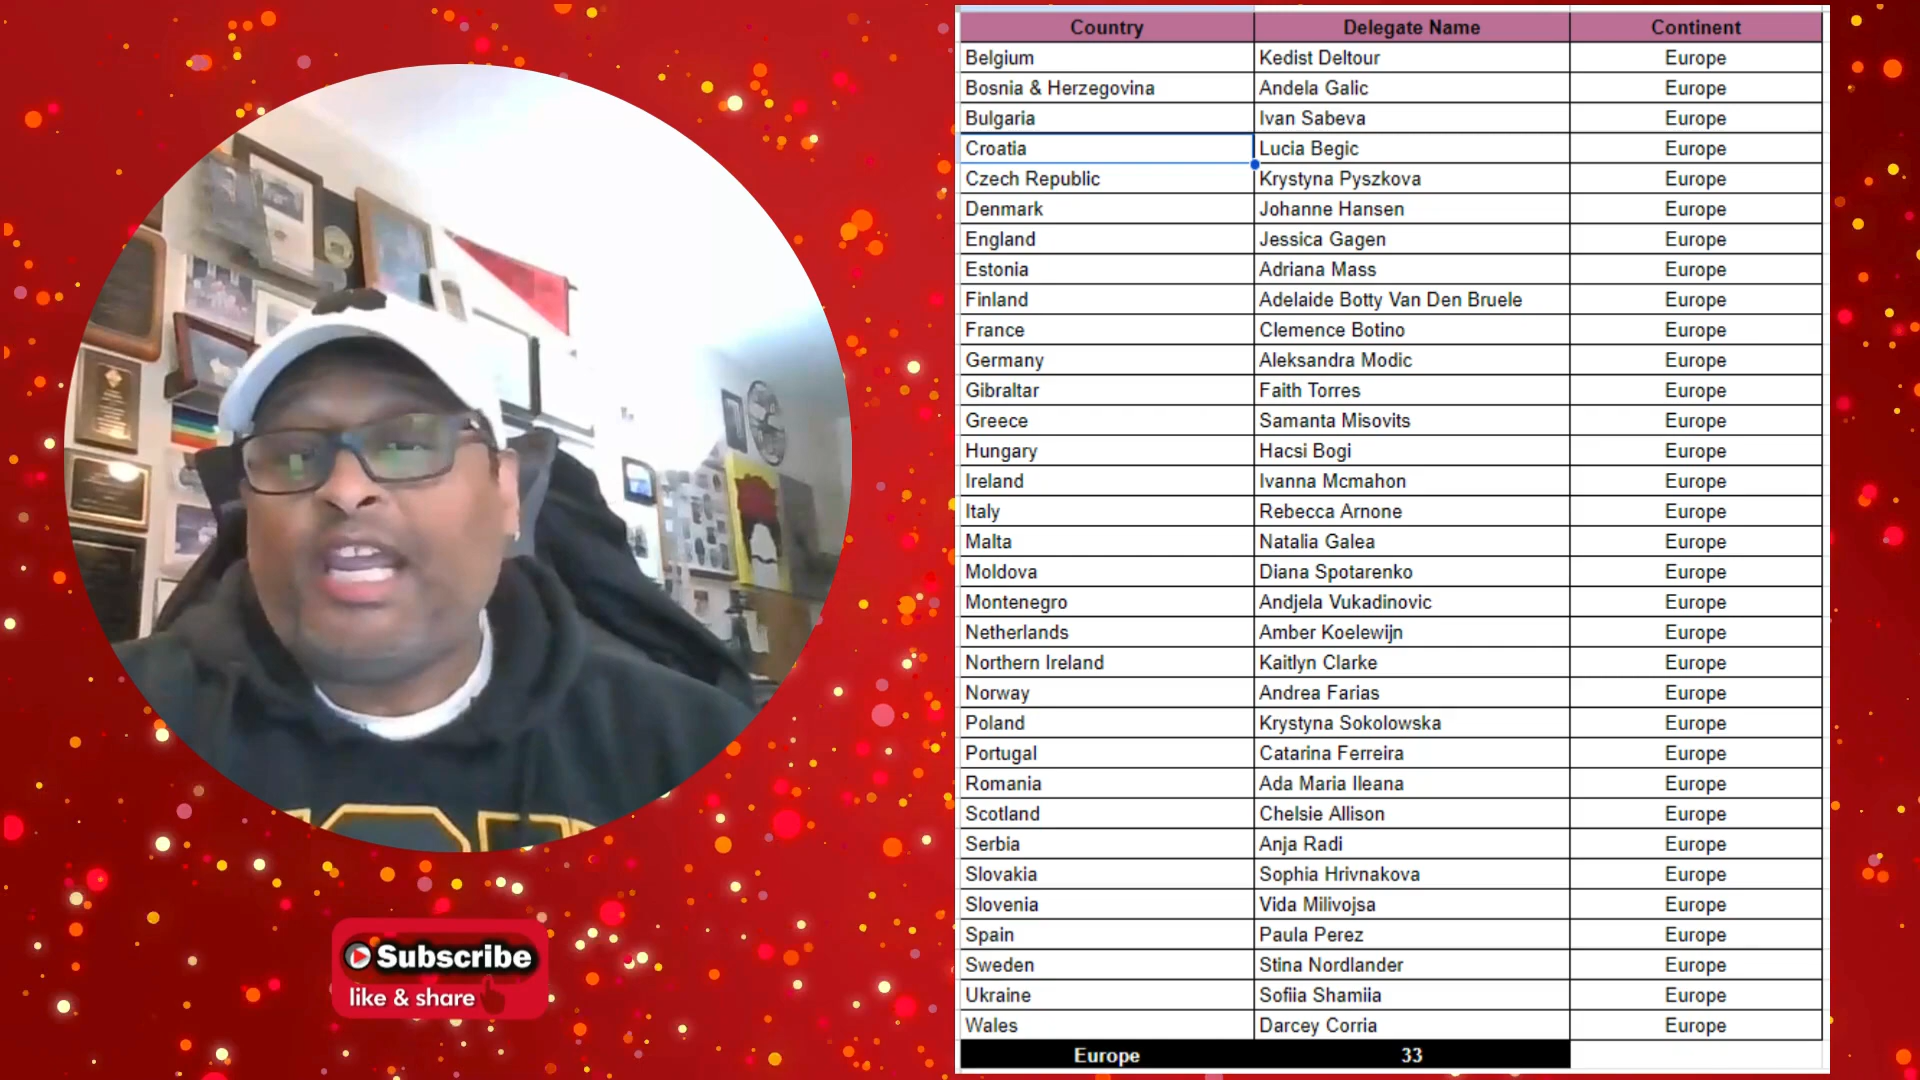 Country Delegate Name Continent
Belgium Kedist Deltour Europe
Bosnia & Herzegovina Andela Galic Europe
Bulgaria Ivan Sabeva Europe
Croatia Lucia Begic Europe
Czech Republic Krystyna Pyszkova Europe
Denmark Johanne Hansen Europe
England Jessica Gagen Europe
Estonia Adriana Mass Europe
Finland Adelaide Botty Van Den Bruele Europe
France Clemence Botino Europe
Germany Aleksandra Modic Europe
Gibraltar Faith Torres Europe
Greece Samanta Misovits Europe
Hungary Hacsi Bogi Europe
Ireland Ivanna Mcmahon Europe
Italy Rebecca Arnone Europe
Malta Natalia Galea Europe
Moldova Diana Spotarenko Europe
Montenegro Andjela Vukadinovic Europe
Netherlands Amber Koelewijn Europe
Northern Ireland Kaitlyn Clarke Europe
Norway Andrea Farias Europe
Poland Krystyna Sokolowska Europe
Portugal Catarina Ferreira Europe
Romania Ada Maria Ileana Europe
Scotland Chelsie Allison Europe
Serbia Anja Radi Europe
Slovakia Sophia Hrivnakova Europe
Slovenia Vida Milivojsa Europe
Spain Paula Perez Europe
Sweden Stina Nordlander Europe
Ukraine Sofiia Shamiia Europe
Wales Darcey Corria Europe
Europe 33
Subscribe
like & share